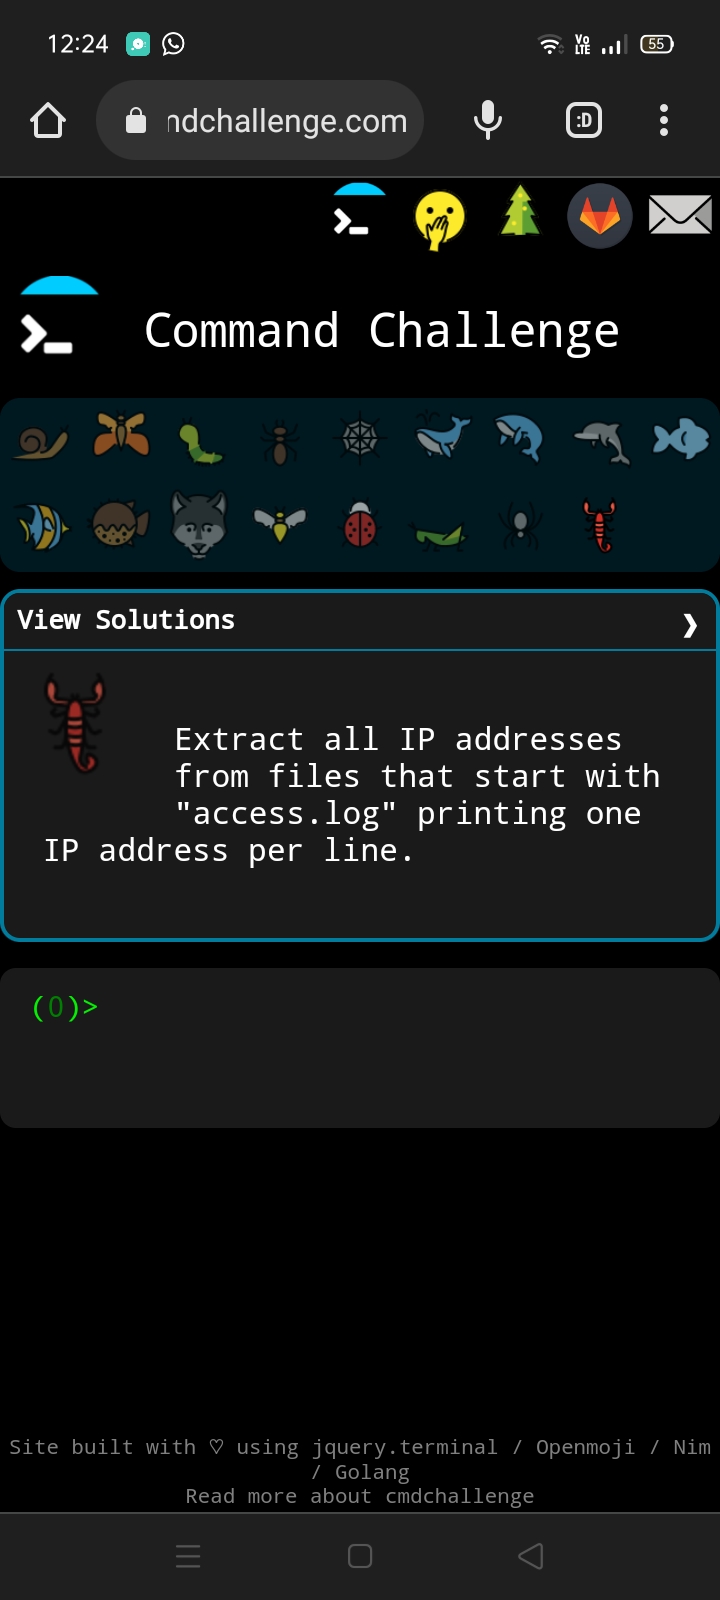 12:24
Vo LTE
55
ndchallenge.com
:D
Command Challenge
View Solutions
Extract all IP addresses
from files that start with
"access.log" printing one
IP address per line.
(0)>
Site built with ♡ using jquery.terminal / Openmoji / Nim
/ Golang
Read more about cmdchallenge